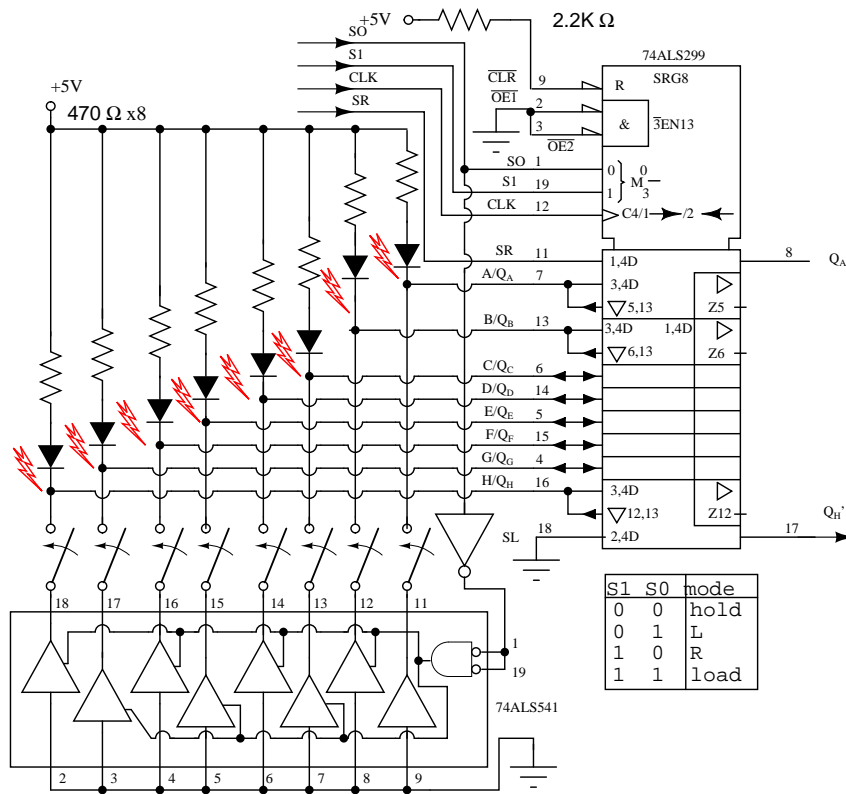 +5V
2.2K Ω
SO
S1
CLK
SR
+5V
470 Ω x8
74ALS299
SRG8
CLR 9 R
OE1 2
& 3EN13
3
OE2
SO 1 0 0
M
S1 19 1 3
CLK 12 C4/1 /2
SR 11 1,4D 8 QA
A/QA 7 3,4D
5,13 Z5
B/QB 13 3,4D 1,4D
6,13 Z6
C/QC 6
D/QD 14
E/QE 5
F/QF 15
G/QG 4
H/QH 16 3,4D
12,13 Z12
SL 18 2,4D 17 QH'
18 17 16 15 14 13 12 11
1
19
74ALS541
2 3 4 5 6 7 8 9
S1 S0 mode
0 0 hold
0 1 L
1 0 R
1 1 load